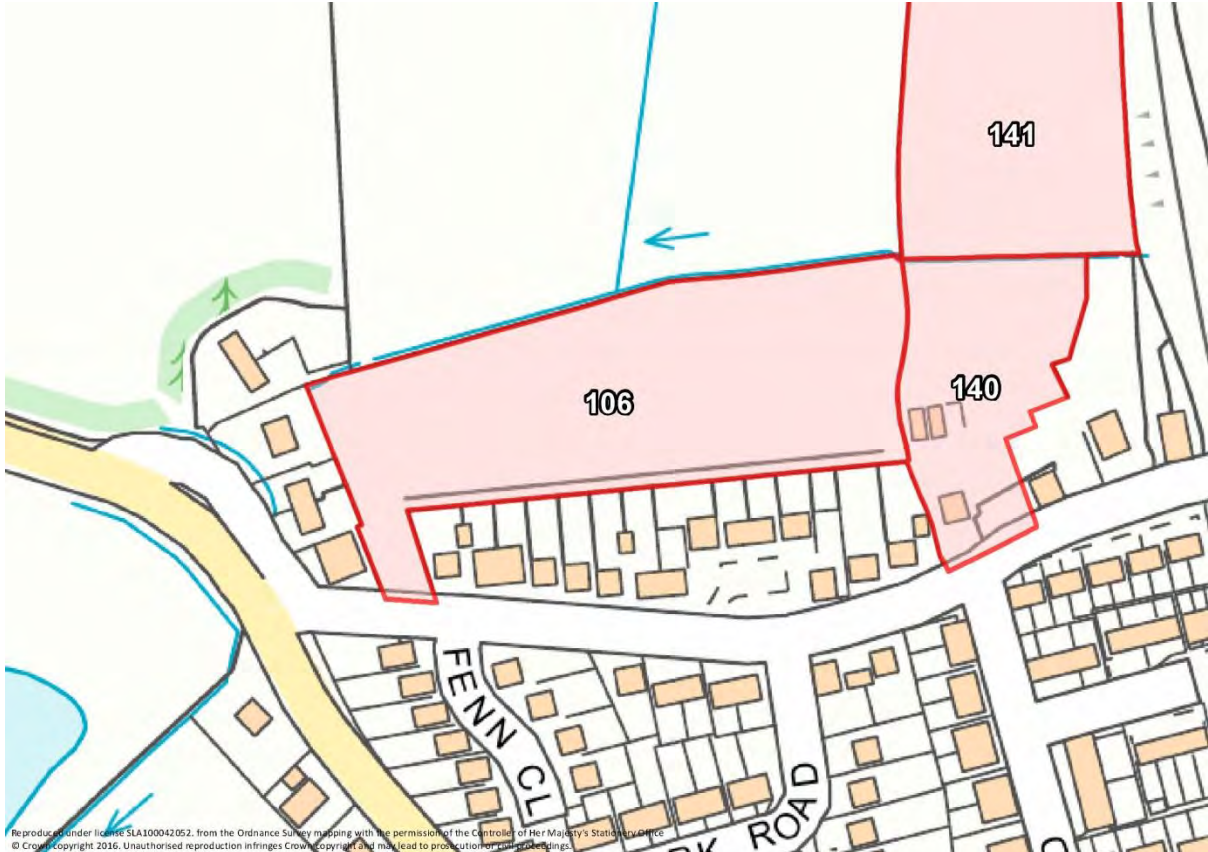 141
106
140
FENN CL
ROAD
Reproduced under license SLA100042052. from the Ordnance Survey mapping with the permission of the Controller of Her Majesty's Stationery Office
© Crown copyright 2016. Unauthorised reproduction infringes Crown copyright and may lead to prosecution or civil proceedings.